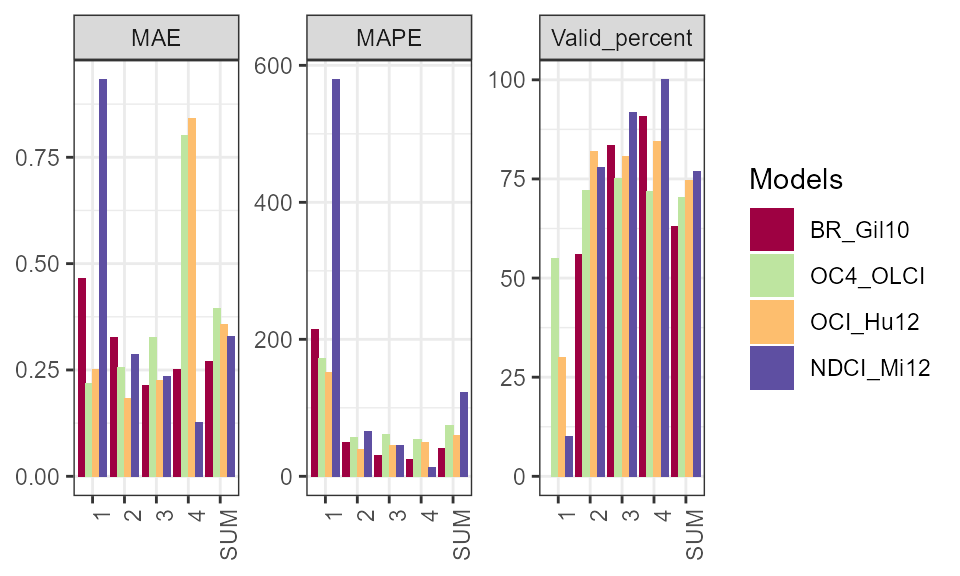 MAE
MAPE
Valid_percent
0.75
0.50
0.25
0.00
600
400
200
0
100
75
50
25
0
1
2
3
4
SUM
1
2
3
4
SUM
1
2
3
4
SUM
Models
BR_Gil10
OC4_OLCI
OCI_Hu12
NDCI_Mi12